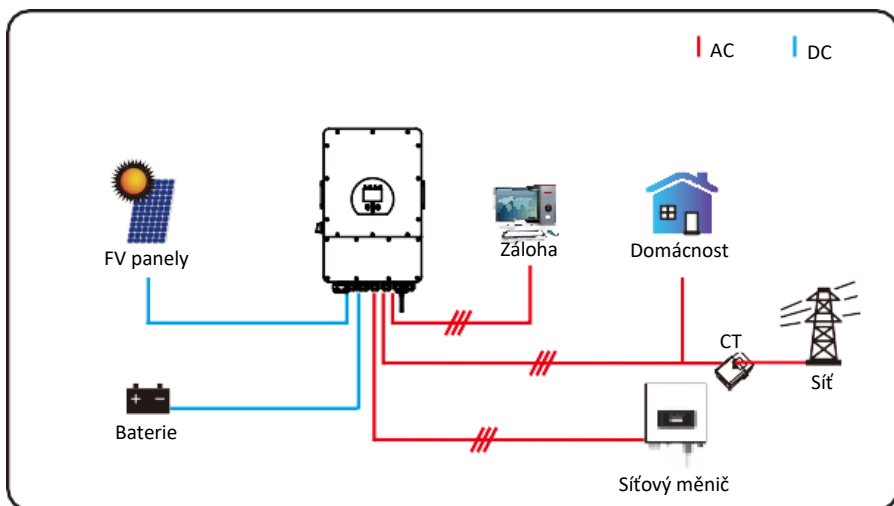 AC
DC
FV panely
Záloha
Domácnost
CT
Síť
Baterie
Síťový měnič